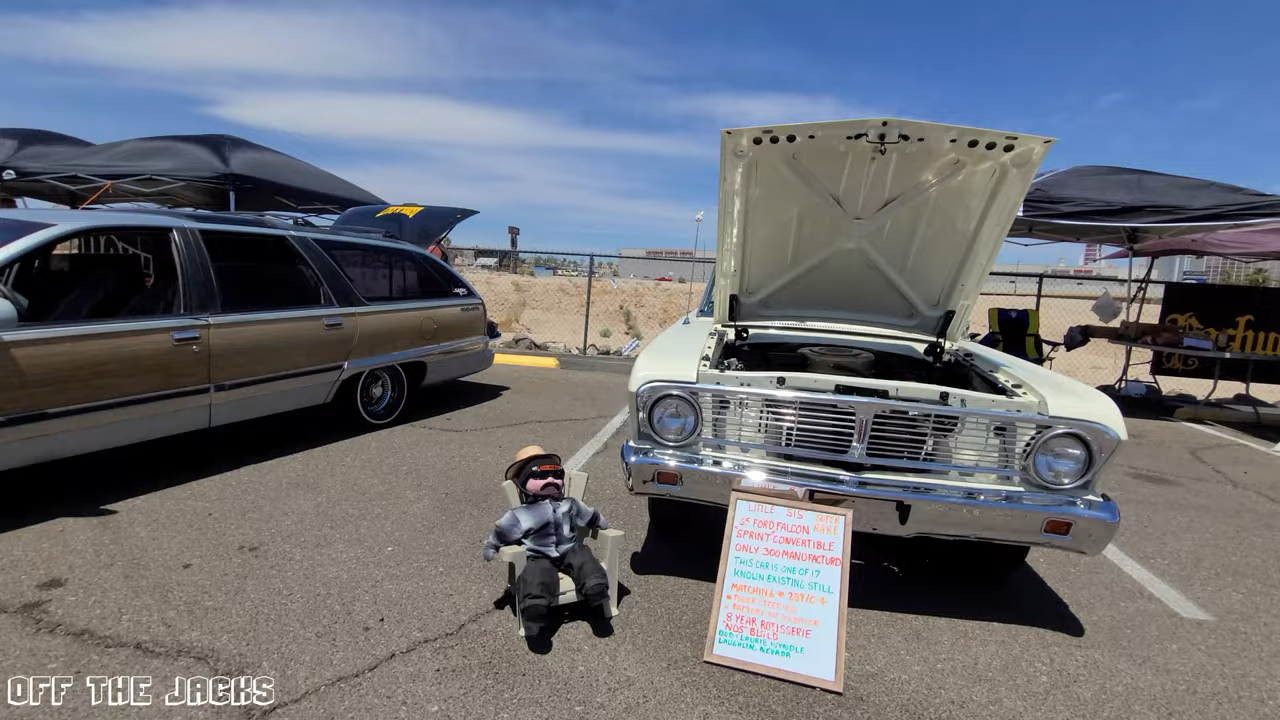 LITTLE SIS SUPER
RARE
'65 FORD FALCON
SPRINT CONVERTIBLE
ONLY 300 MANUFACTURD
THIS CAR IS ONE OF 17
KNOWN EXISTING STILL
MATCHING # 289/C-4
8 YEAR ROTISSERIE
"NOS" BUILD
LAUGHLIN, NEVADA
OFF THE JACKS